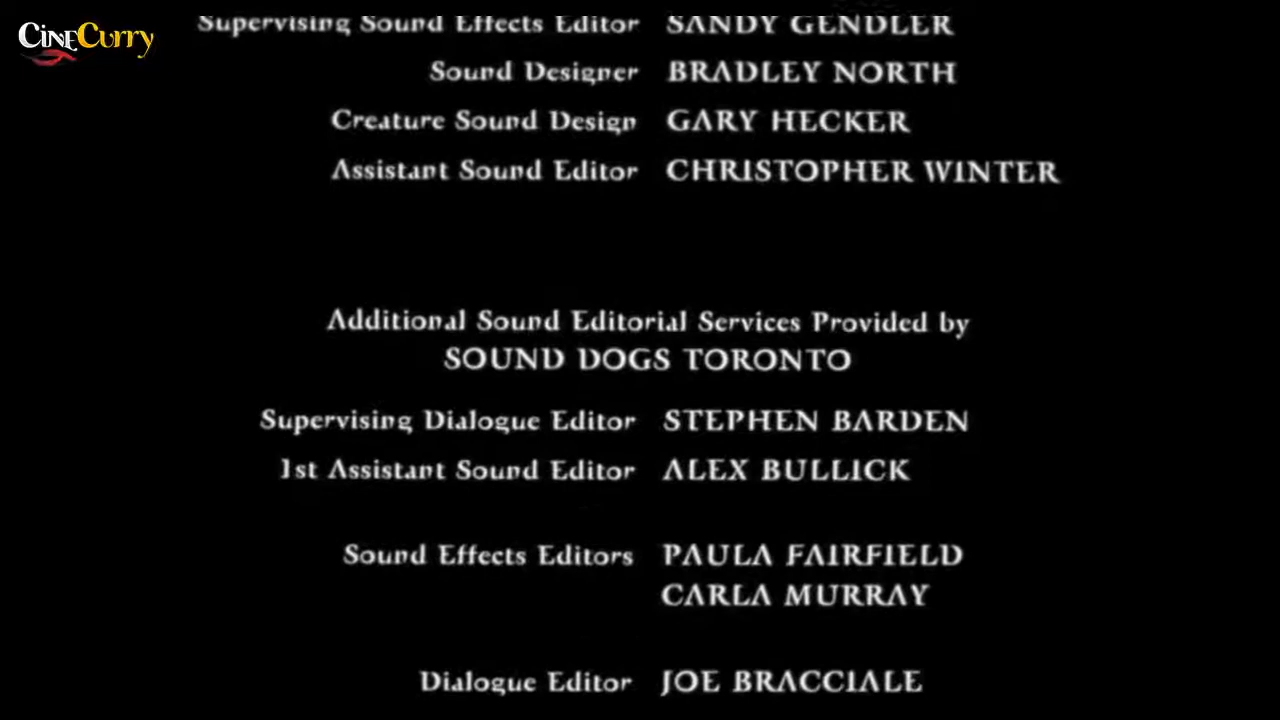 CineCurry
Supervising Sound Effects Editor SANDY GENDLER
Sound Designer BRADLEY NORTH
Creature Sound Design GARY HECKER
Assistant Sound Editor CHRISTOPHER WINTER
Additional Sound Editorial Services Provided by
SOUND DOGS TORONTO
Supervising Dialogue Editor STEPHEN BARDEN
1st Assistant Sound Editor ALEX BULLICK
Sound Effects Editors PAULA FAIRFIELD
CARLA MURRAY
Dialogue Editor JOE BRACCIALE